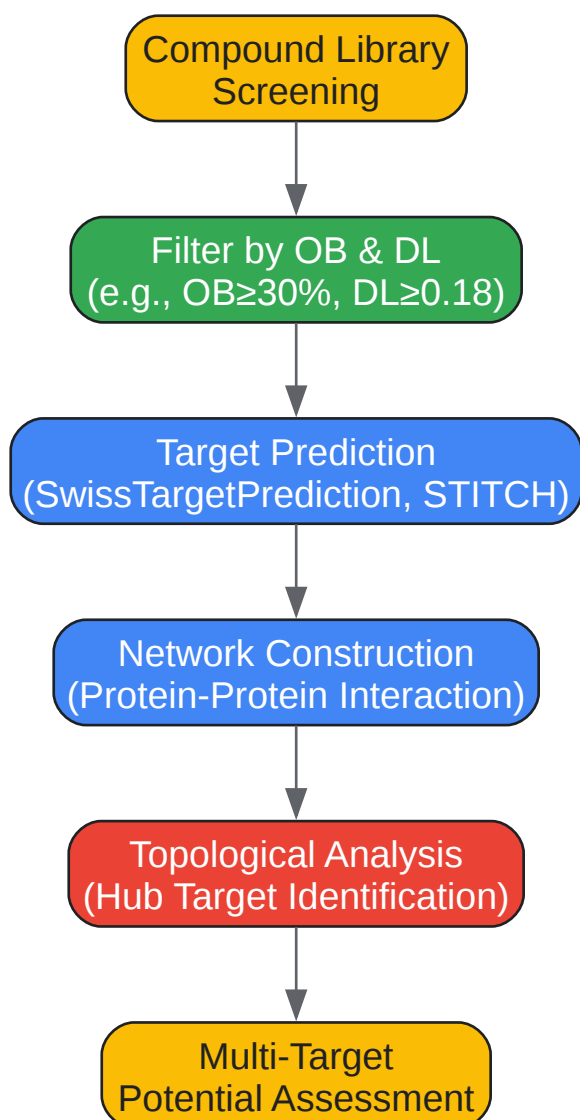 Compound Library
Screening
Filter by OB & DL
(e.g., OB≥30%, DL≥0.18)
Target Prediction
(SwissTargetPrediction, STITCH)
Network Construction
(Protein-Protein Interaction)
Topological Analysis
(Hub Target Identification)
Multi-Target
Potential Assessment